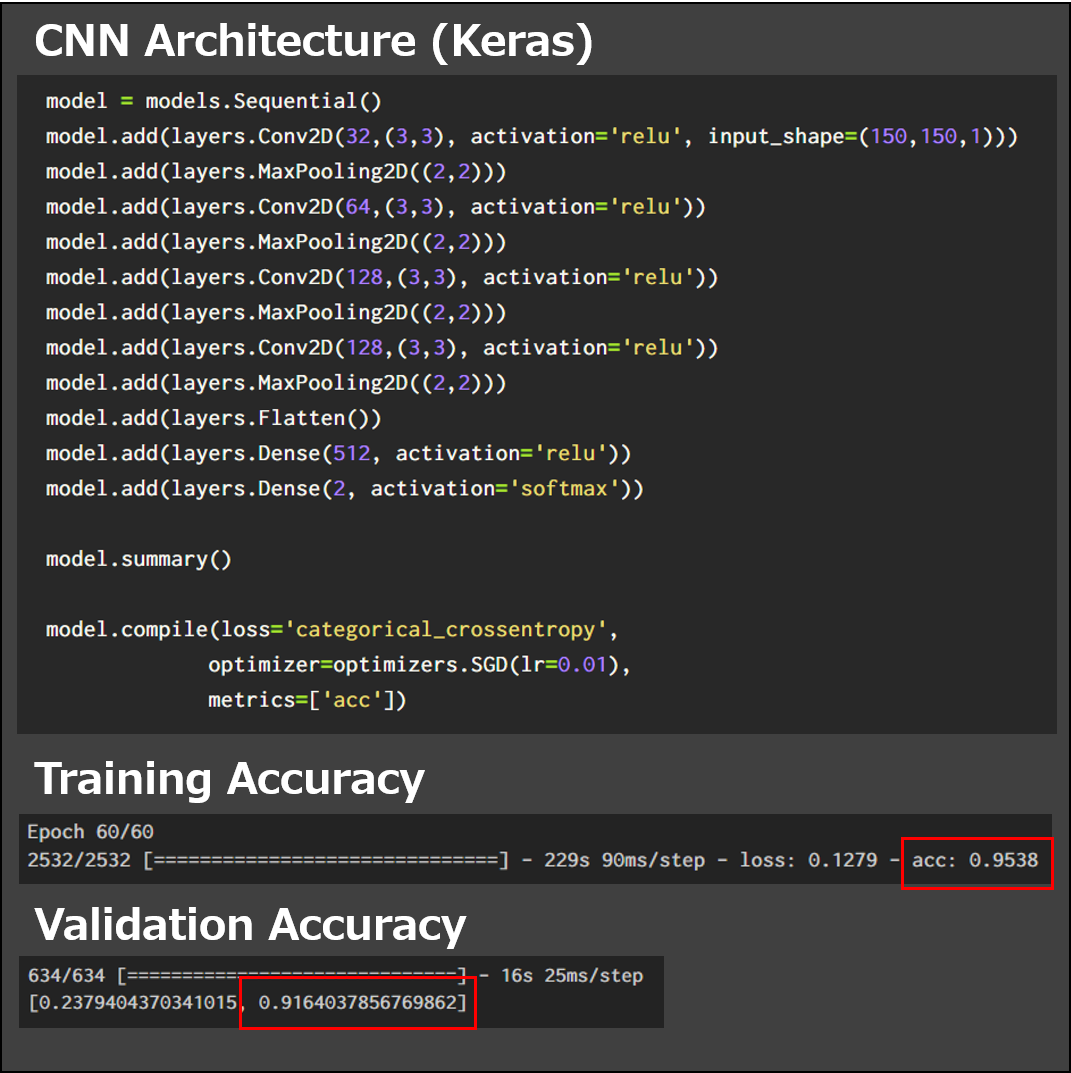 CNN Architecture (Keras)
model = models.Sequential()
model.add(layers.Conv2D(32,(3,3), activation='relu', input_shape=(150,150,1)))
model.add(layers.MaxPooling2D((2,2)))
model.add(layers.Conv2D(64,(3,3), activation='relu'))
model.add(layers.MaxPooling2D((2,2)))
model.add(layers.Conv2D(128,(3,3), activation='relu'))
model.add(layers.MaxPooling2D((2,2)))
model.add(layers.Conv2D(128,(3,3), activation='relu'))
model.add(layers.MaxPooling2D((2,2)))
model.add(layers.Flatten())
model.add(layers.Dense(512, activation='relu'))
model.add(layers.Dense(2, activation='softmax'))
model.summary()
model.compile(loss='categorical_crossentropy',
optimizer=optimizers.SGD(lr=0.01),
metrics=['acc'])
Training Accuracy
Epoch 60/60
2532/2532 [==============================] - 229s 90ms/step - loss: 0.1279 - acc: 0.9538
Validation Accuracy
634/634 [==============================] - 16s 25ms/step
[0.2379404370341015, 0.9164037856769862]